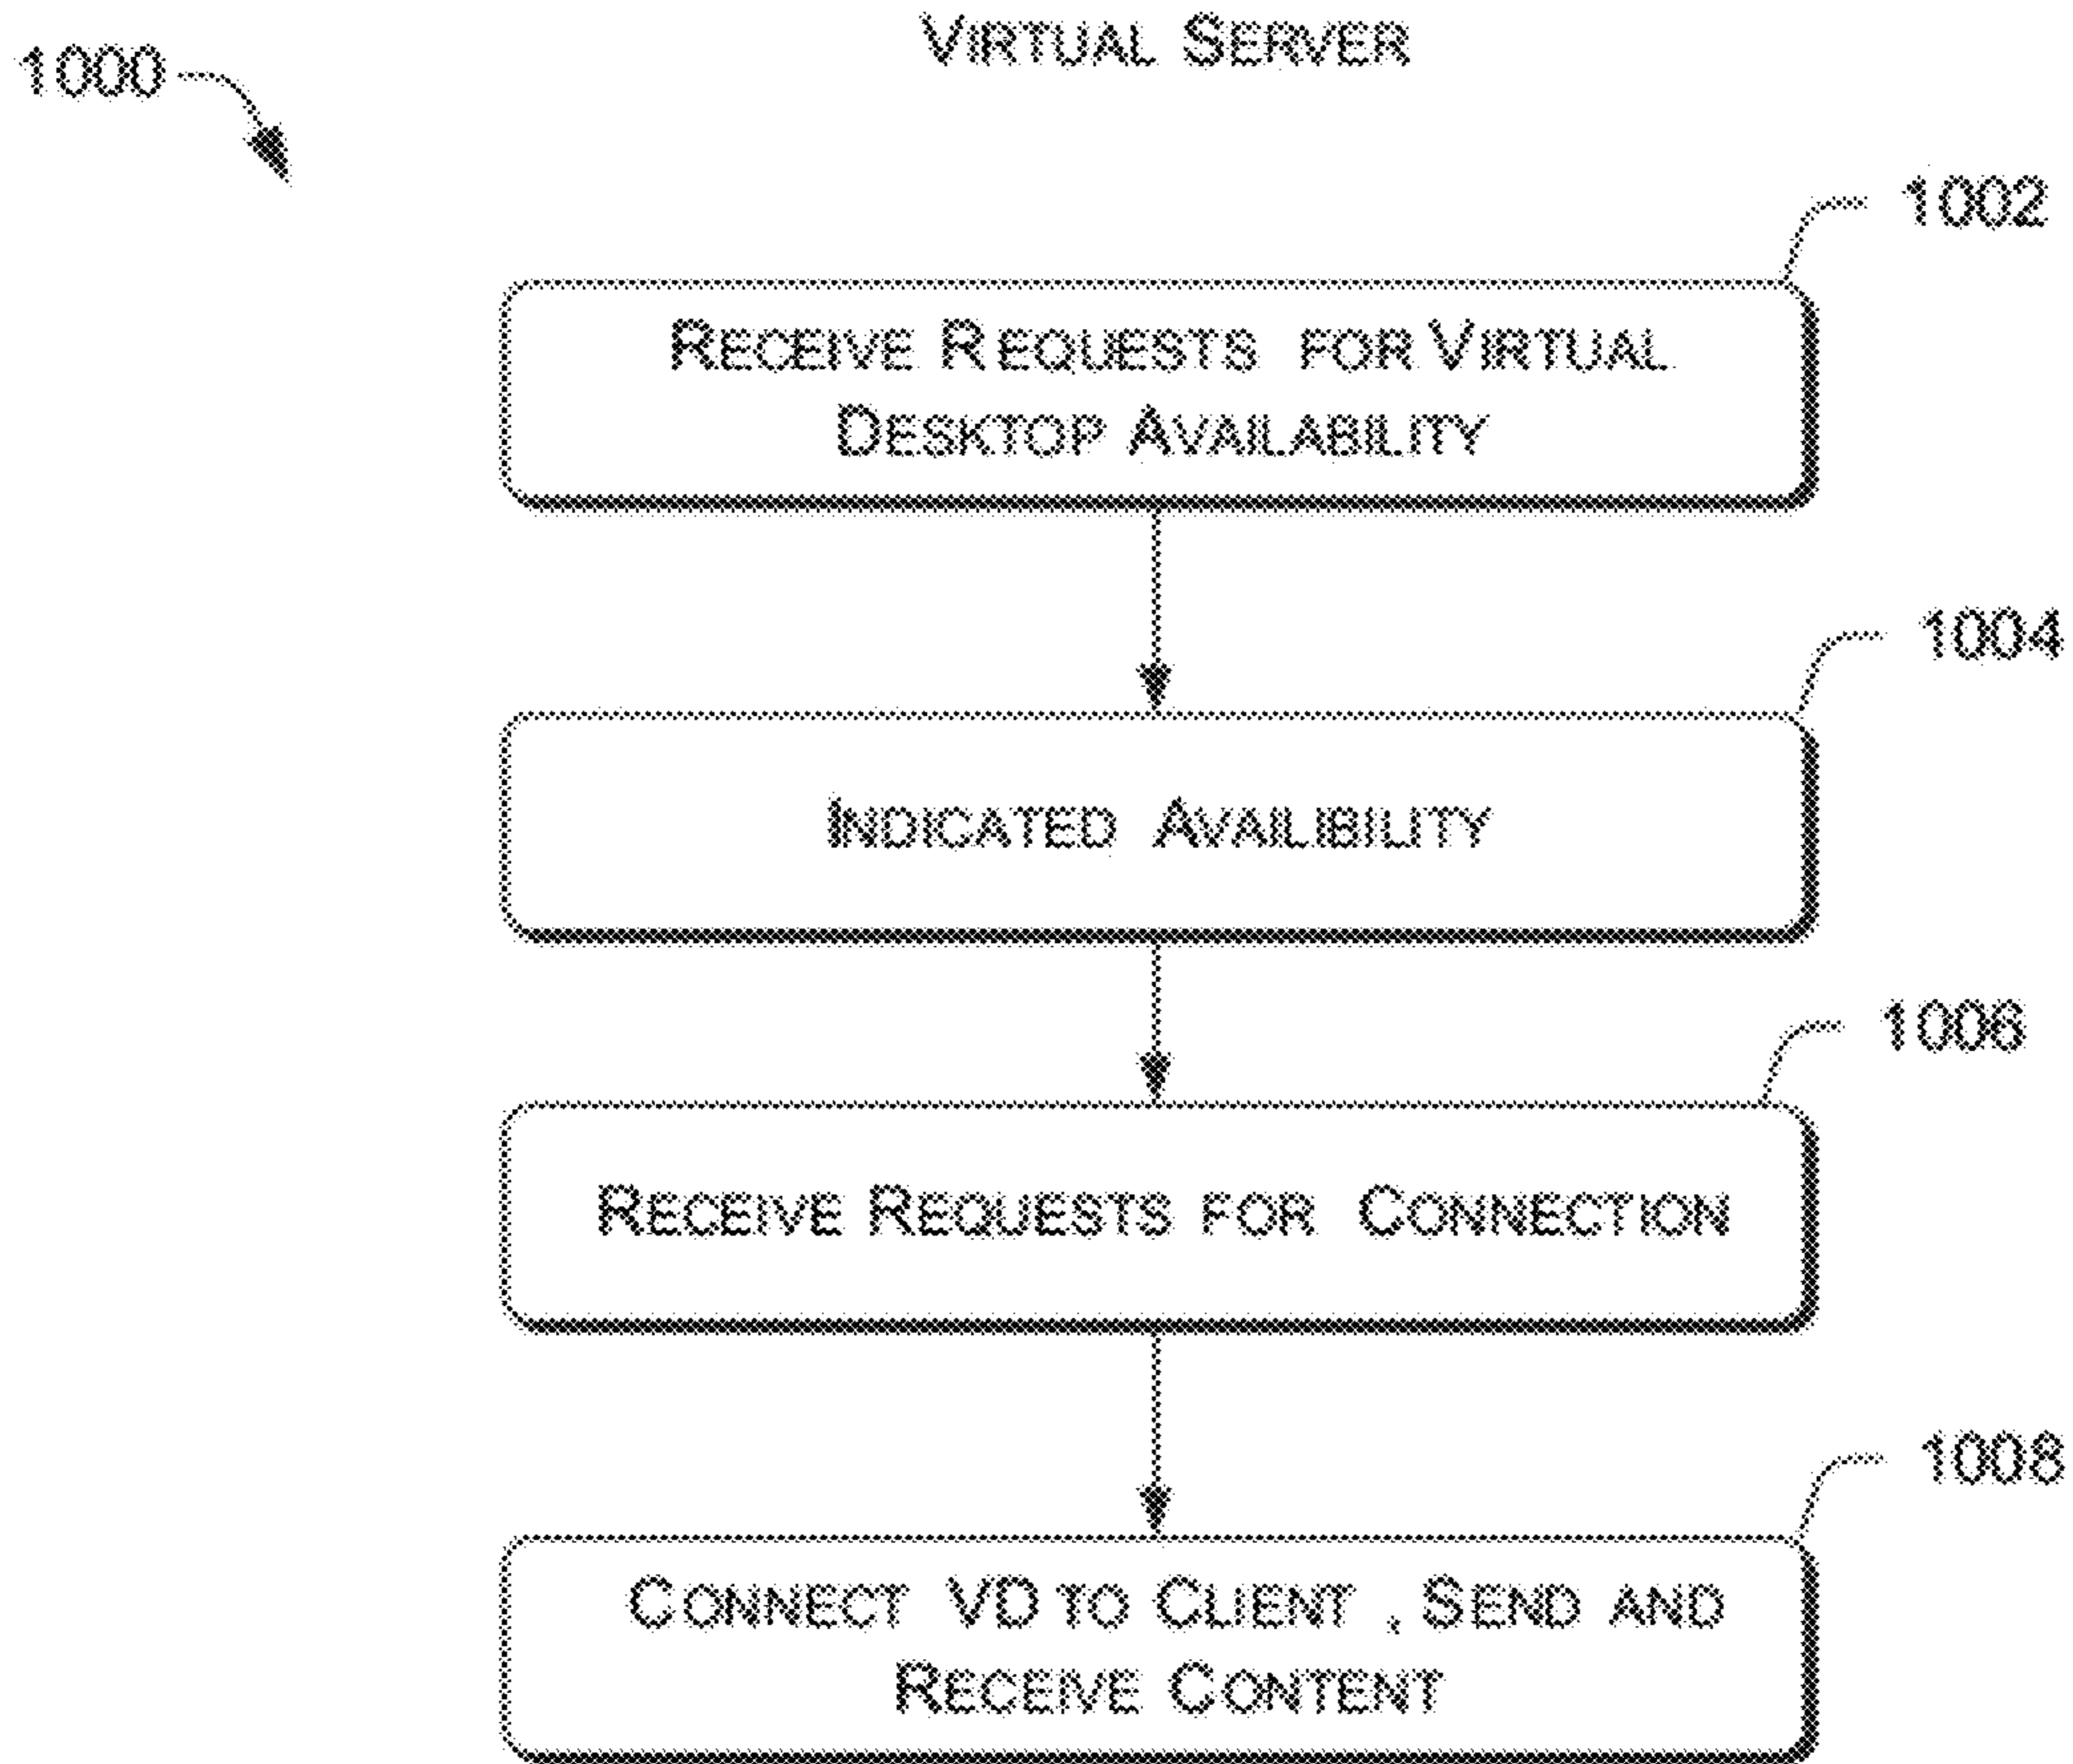 VIRTUAL SERVER
1000
1002
RECEIVE REQUESTS FOR VIRTUAL
DESKTOP AVAILABILITY
1004
INDICATED AVAILIBILITY
1006
RECEIVE REQUESTS FOR CONNECTION
1008
CONNECT VD TO CLIENT, SEND AND
RECEIVE CONTENT